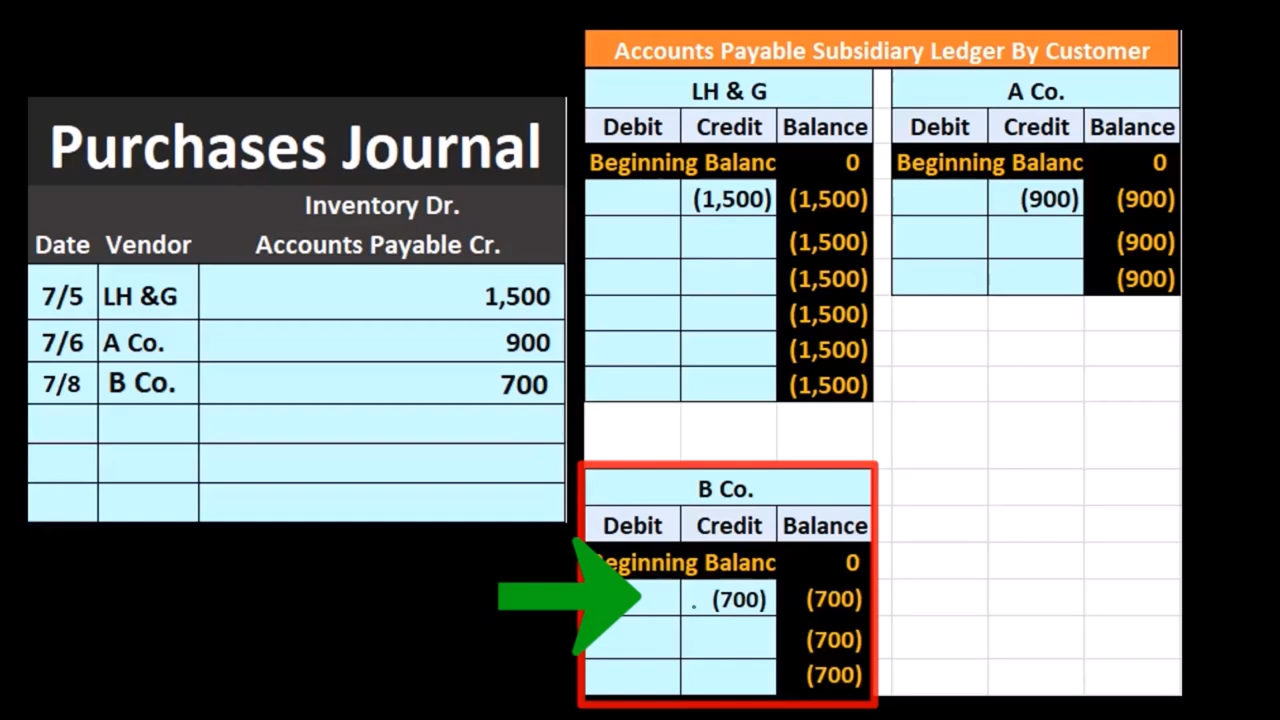 Purchases Journal
Inventory Dr.
Date Vendor Accounts Payable Cr.
7/5 LH &G 1,500
7/6 A Co. 900
7/8 B Co. 700
Accounts Payable Subsidiary Ledger By Customer
LH & G
Debit Credit Balance
Beginning Balanc 0
(1,500) (1,500)
(1,500)
(1,500)
(1,500)
(1,500)
(1,500)
A Co.
Debit Credit Balance
Beginning Balanc 0
(900) (900)
(900)
(900)
B Co.
Debit Credit Balance
Beginning Balanc 0
(700) (700)
(700)
(700)